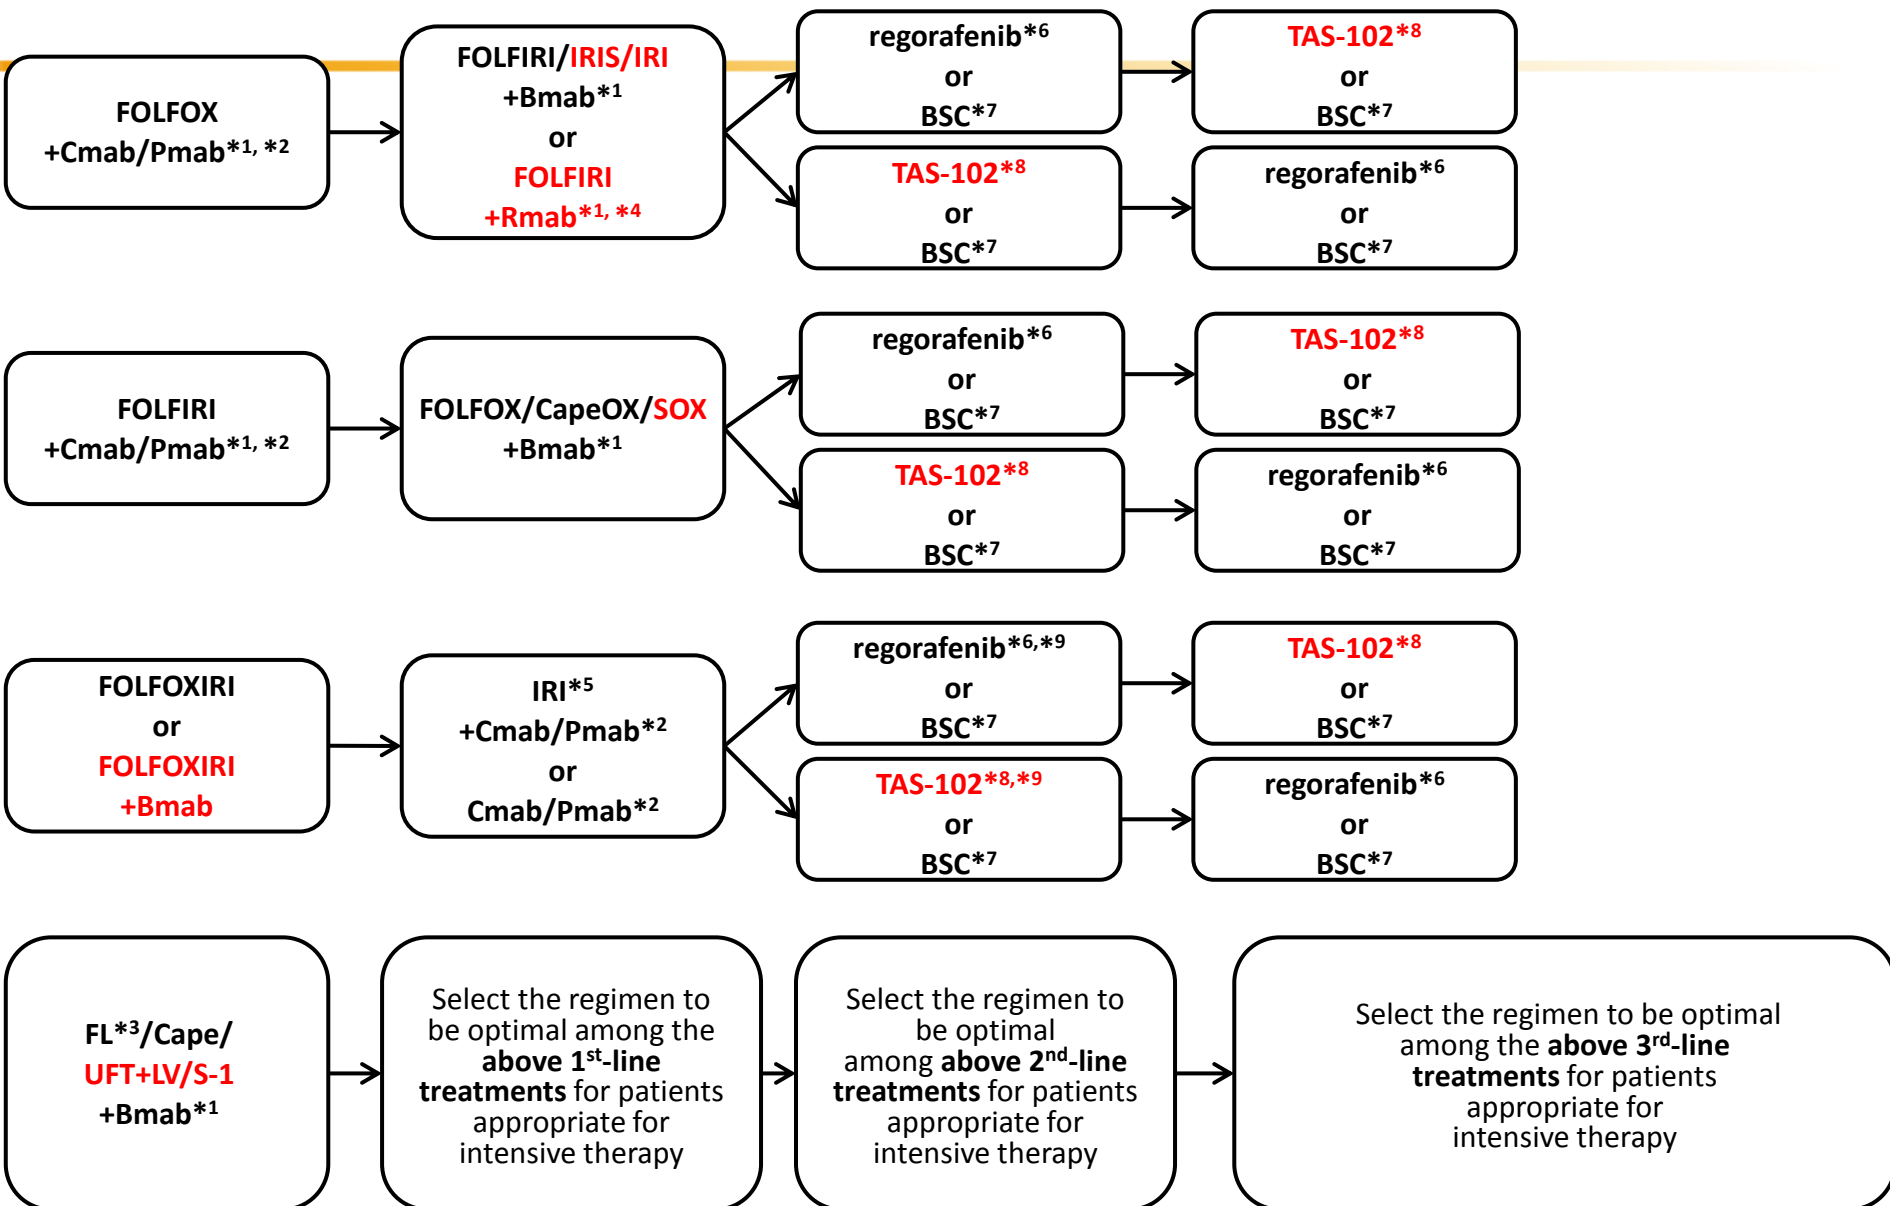 FOLFOX
+Cmab/Pmab*1, *2
FOLFIRI/IRIS/IRI
+Bmab*1
or
FOLFIRI
+Rmab*1, *4
regorafenib*6
or
BSC*7
TAS-102*8
or
BSC*7
TAS-102*8
or
BSC*7
regorafenib*6
or
BSC*7
FOLFIRI
+Cmab/Pmab*1, *2
FOLFOX/CapeOX/SOX
+Bmab*1
regorafenib*6
or
BSC*7
TAS-102*8
or
BSC*7
TAS-102*8
or
BSC*7
regorafenib*6
or
BSC*7
FOLFOXIRI
or
FOLFOXIRI
+Bmab
IRI*5
+Cmab/Pmab*2
or
Cmab/Pmab*2
regorafenib*6,*9
or
BSC*7
TAS-102*8
or
BSC*7
TAS-102*8,*9
or
BSC*7
regorafenib*6
or
BSC*7
FL*3/Cape/
UFT+LV/S-1
+Bmab*1
Select the regimen to
be optimal among the
above 1st-line
treatments for patients
appropriate for
intensive therapy
Select the regimen to
be optimal
among above 2nd-line
treatments for patients
appropriate for
intensive therapy
Select the regimen to be optimal
among the above 3rd-line
treatments for patients
appropriate for
intensive therapy